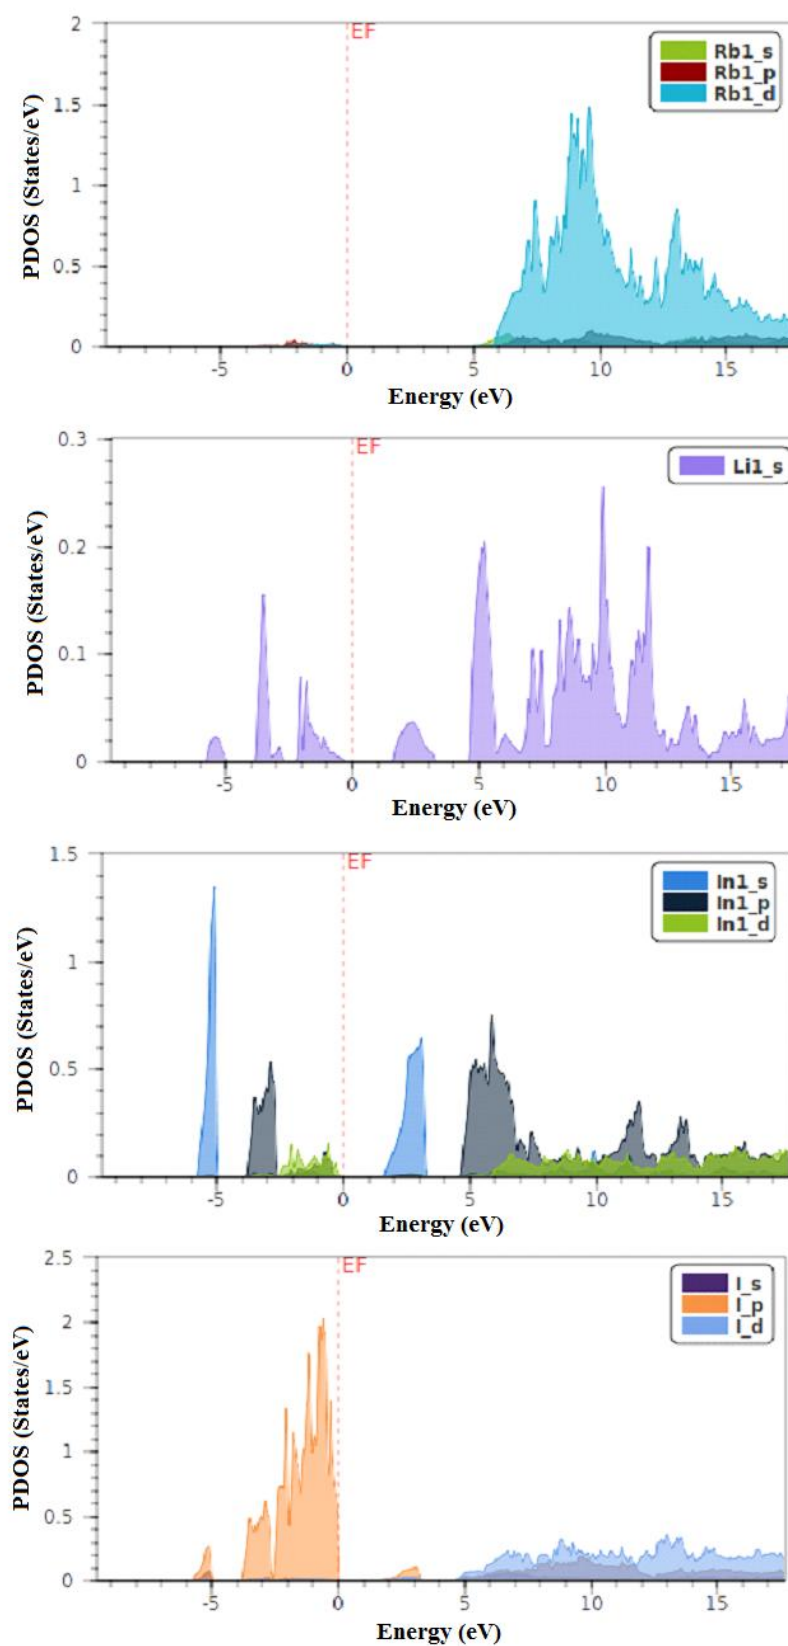 2
EF
Rb1_s
Rb1_p
Rb1_d
1.5
1
0.5
0
PDOS (States/eV)
-5 0 5 10 15
Energy (eV)
0.3
EF
Li1_s
0.2
0.1
0
PDOS (States/eV)
-5 0 5 10 15
Energy (eV)
1.5
EF
In1_s
In1_p
In1_d
1
0.5
0
PDOS (States/eV)
-5 0 5 10 15
Energy (eV)
2.5
EF
I_s
I_p
I_d
2
1.5
1
0.5
0
PDOS (States/eV)
-5 0 5 10 15
Energy (eV)